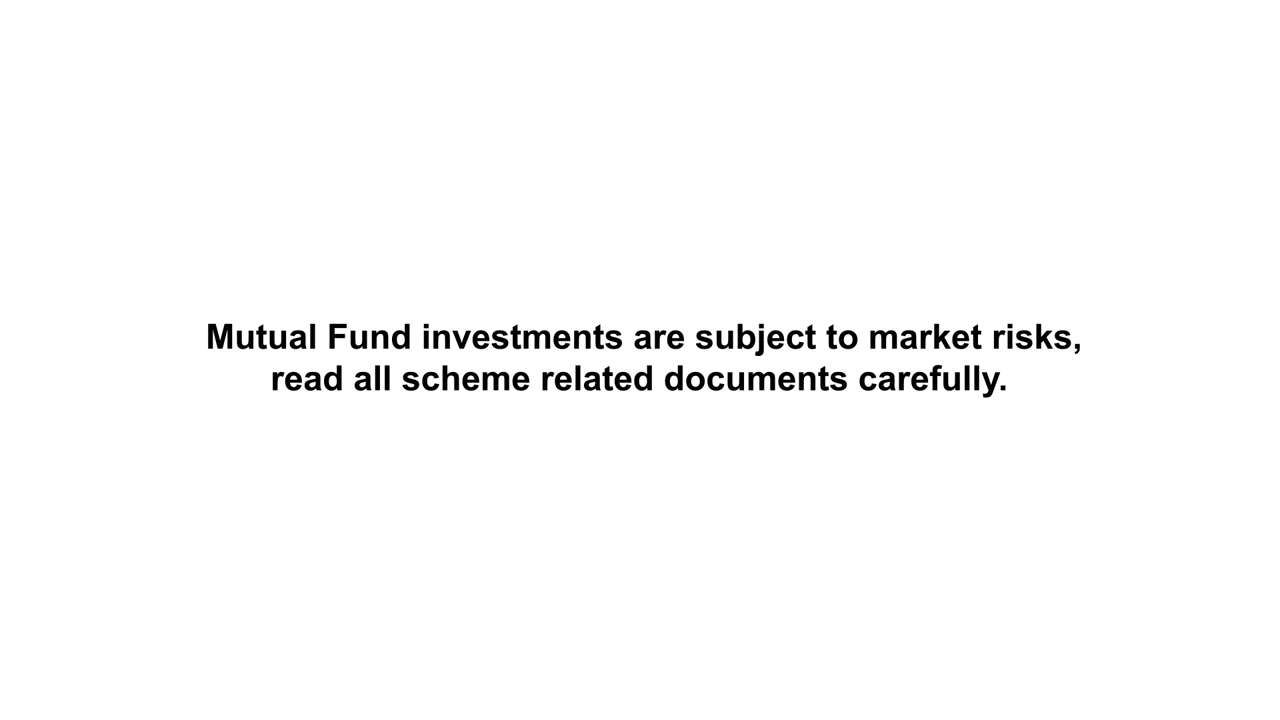 Mutual Fund investments are subject to market risks,
read all scheme related documents carefully.